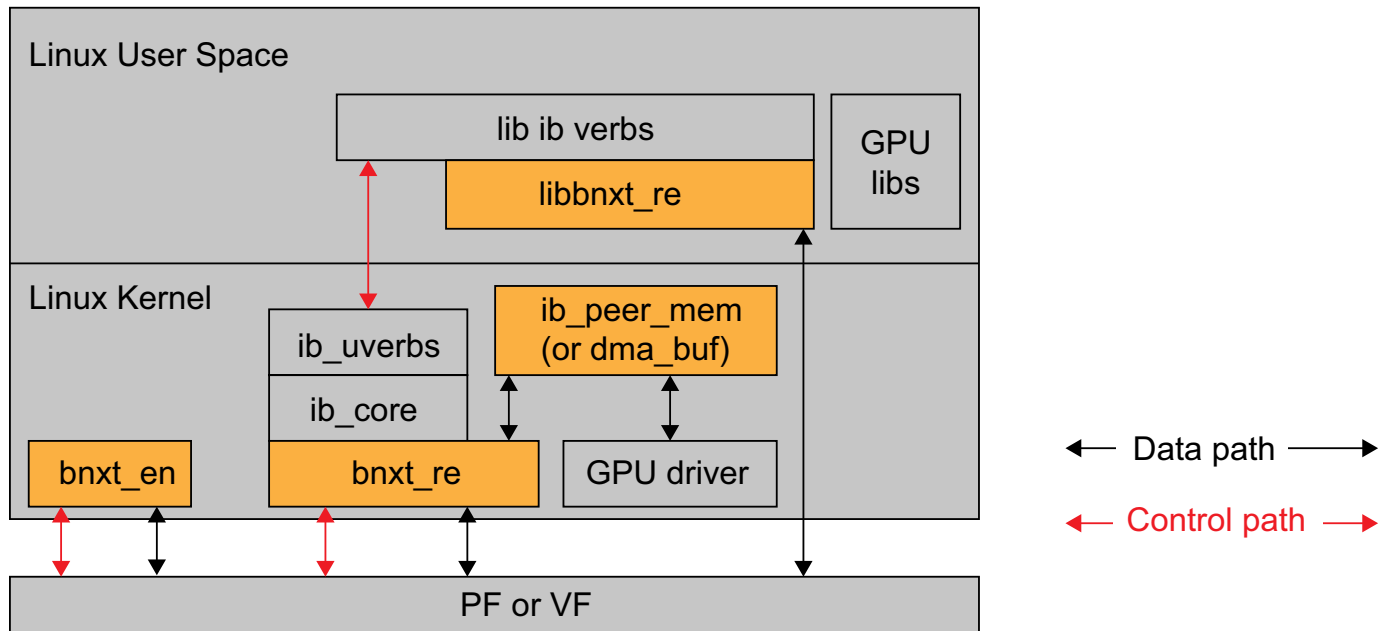 Linux User Space
lib ib verbs
GPU
libs
libbnxt_re
Linux Kernel
ib_peer_mem
(or dma_buf)
ib_uverbs
ib_core
bnxt_en
bnxt_re
GPU driver
Data path
Control path
PF or VF